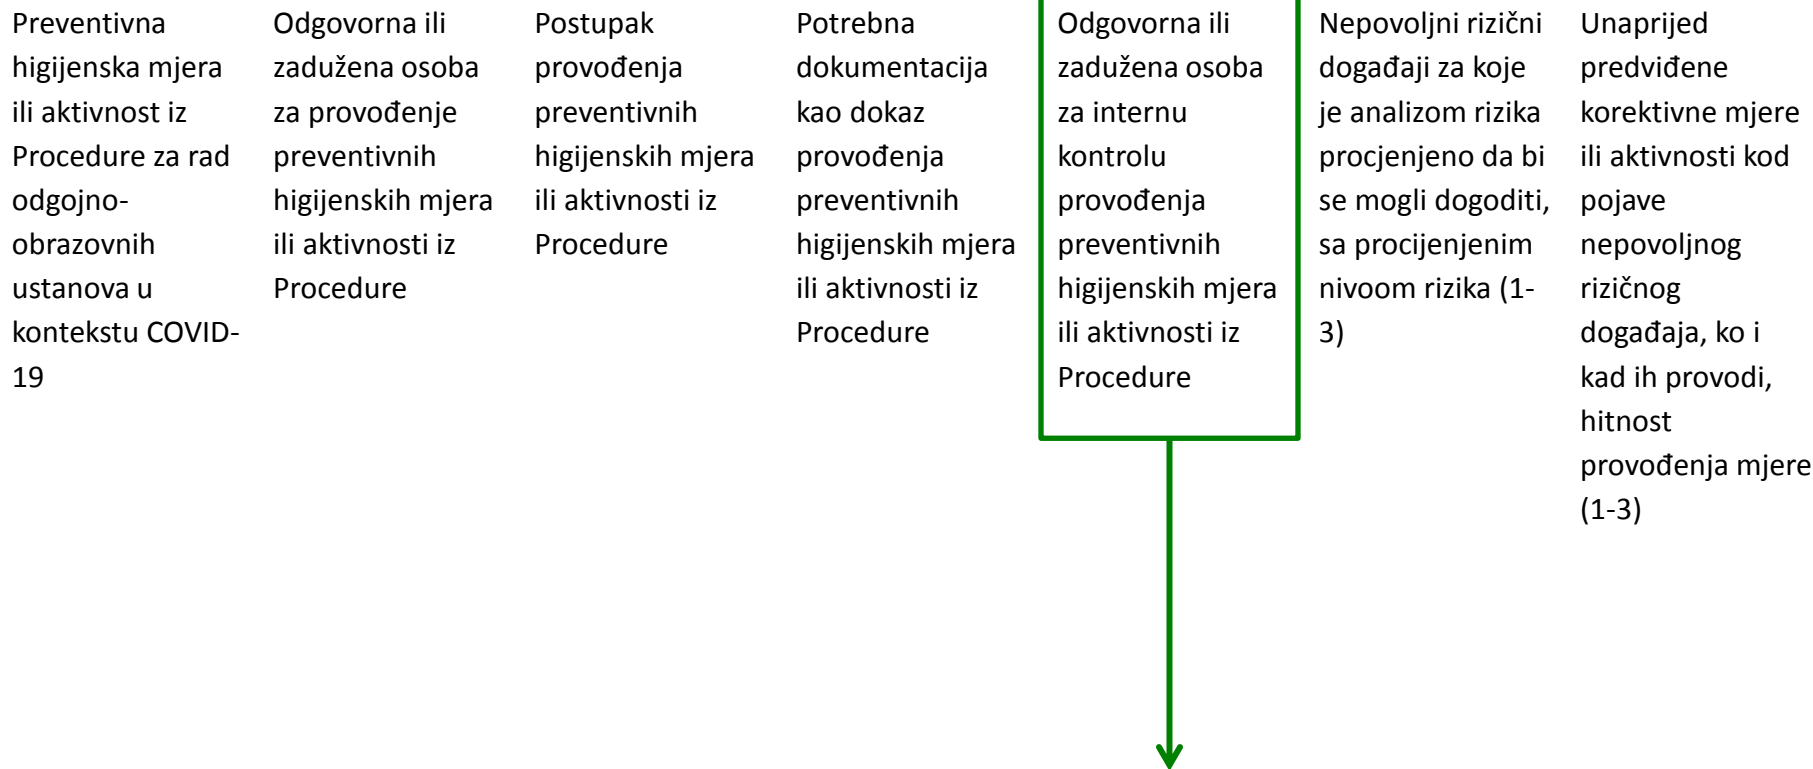 Preventivna
higijenska mjera
ili aktivnost iz
Procedure za rad
odgojno-
obrazovnih
ustanova u
kontekstu COVID-
19
Odgovorna ili
zadužena osoba
za provođenje
preventivnih
higijenskih mjera
ili aktivnosti iz
Procedure
Postupak
provođenja
preventivnih
higijenskih mjera
ili aktivnosti iz
Procedure
Potrebna
dokumentacija
kao dokaz
provođenja
preventivnih
higijenskih mjera
ili aktivnosti iz
Procedure
Odgovorna ili
zadužena osoba
za internu
kontrolu
provođenja
preventivnih
higijenskih mjera
ili aktivnosti iz
Procedure
Nepovoljni rizični
događaji za koje
je analizom rizika
procjenjeno da bi
se mogli dogoditi,
sa procijenjenim
nivoom rizika (1-
3)
Unaprijed
predviđene
korektivne mjere
ili aktivnosti kod
pojave
nepovoljnog
rizičnog
događaja, ko i
kad ih provodi,
hitnost
provođenja mjere
(1-3)